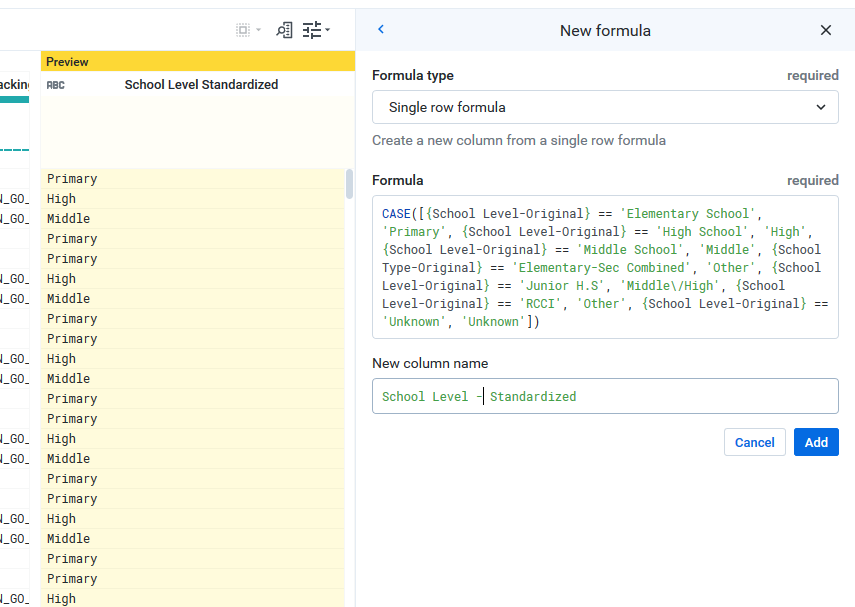 New formula
Preview
ABC School Level Standardized
Primary
High
Middle
Primary
Primary
High
Middle
Primary
Primary
High
Middle
Primary
Primary
High
Middle
Primary
Primary
High
Middle
Primary
Primary
High
Formula type required
Single row formula
Create a new column from a single row formula
Formula required
CASE([{School Level-Original} == 'Elementary School',
'Primary', {School Level-Original} == 'High School', 'High',
{School Level-Original} == 'Middle School', 'Middle', {School
Type-Original} == 'Elementary-Sec Combined', 'Other', {School
Level-Original} == 'Junior H.S', 'Middle\/High', {School
Level-Original} == 'RCCI', 'Other', {School Level-Original} ==
'Unknown', 'Unknown'])
New column name
School Level - Standardized
Cancel Add